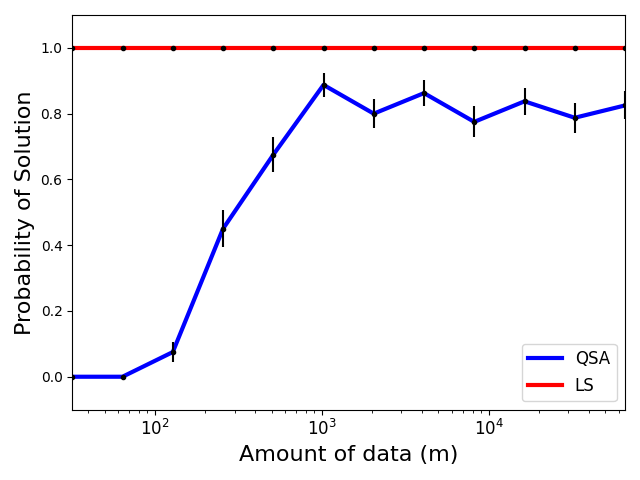 1.0
0.8
0.6
0.4
0.2
0.0
Probability of Solution
QSA
LS
10² 10³ 10⁴
Amount of data (m)